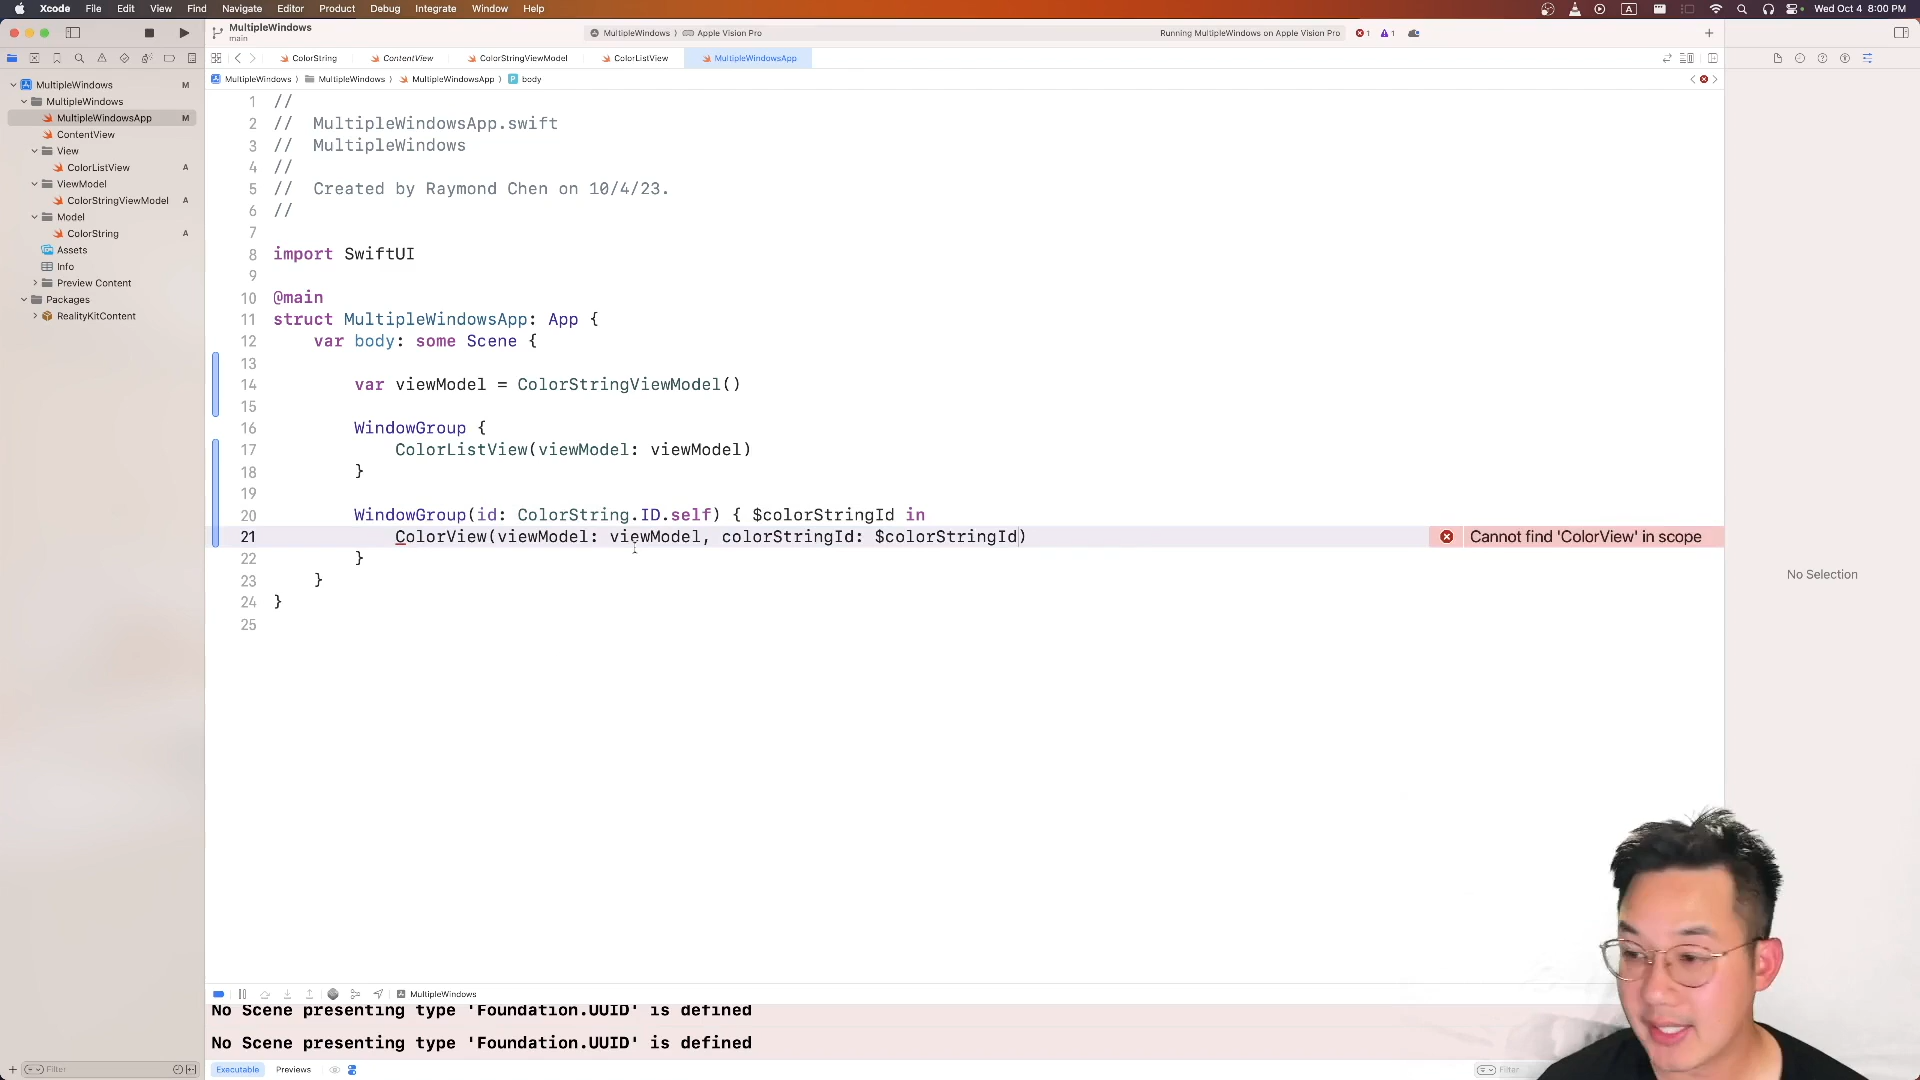 Xcode File Edit View Find Navigate Editor Product Debug Integrate Window Help
A Wed Oct 4 8:00 PM
MultipleWindows
main
MultipleWindows 〉 Apple Vision Pro
Running MultipleWindows on Apple Vision Pro 1 1
ColorString ContentView ColorStringViewModel ColorListView MultipleWindowsApp
MultipleWindows 〉 MultipleWindows 〉 MultipleWindowsApp 〉 P body
MultipleWindows M
MultipleWindows
MultipleWindowsApp M
ContentView
View
ColorListView A
ViewModel
ColorStringViewModel A
Model
ColorString A
Assets
Info
Preview Content
Packages
RealityKitContent
1 //
2 // MultipleWindowsApp.swift
3 // MultipleWindows
4 //
5 // Created by Raymond Chen on 10/4/23.
6 //
7
8 import SwiftUI
9
10 @main
11 struct MultipleWindowsApp: App {
12 var body: some Scene {
13
14 var viewModel = ColorStringViewModel()
15
16 WindowGroup {
17 ColorListView(viewModel: viewModel)
18 }
19
20 WindowGroup(id: ColorString.ID.self) { $colorStringId in
21 ColorView(viewModel: viewModel, colorStringId: $colorStringId)
Cannot find 'ColorView' in scope
22 }
23 }
24 }
25
No Selection
MultipleWindows
No Scene presenting type 'Foundation.UUID' is defined
No Scene presenting type 'Foundation.UUID' is defined
Filter
Executable Previews
Filter